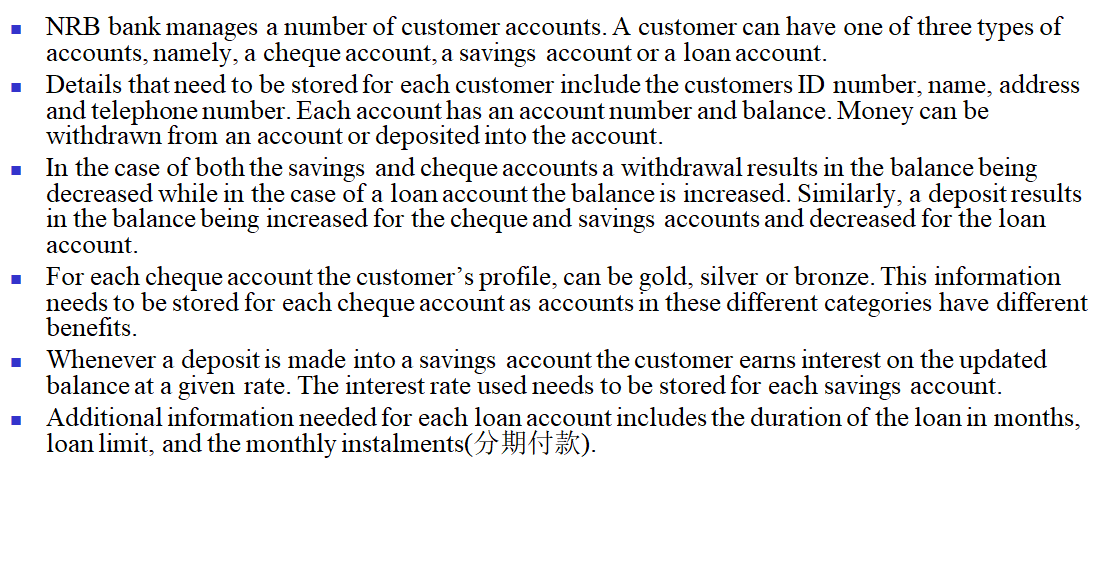 NRB bank manages a number of customer accounts. A customer can have one of three types of
accounts, namely, a cheque account, a savings account or a loan account.
Details that need to be stored for each customer include the customers ID number, name, address
and telephone number. Each account has an account number and balance. Money can be
withdrawn from an account or deposited into the account.
In the case of both the savings and cheque accounts a withdrawal results in the balance being
decreased while in the case of a loan account the balance is increased. Similarly, a deposit results
in the balance being increased for the cheque and savings accounts and decreased for the loan
account.
For each cheque account the customer's profile, can be gold, silver or bronze. This information
needs to be stored for each cheque account as accounts in these different categories have different
benefits.
Whenever a deposit is made into a savings account the customer earns interest on the updated
balance at a given rate. The interest rate used needs to be stored for each savings account.
Additional information needed for each loan account includes the duration of the loan in months,
loan limit, and the monthly instalments(分期付款).